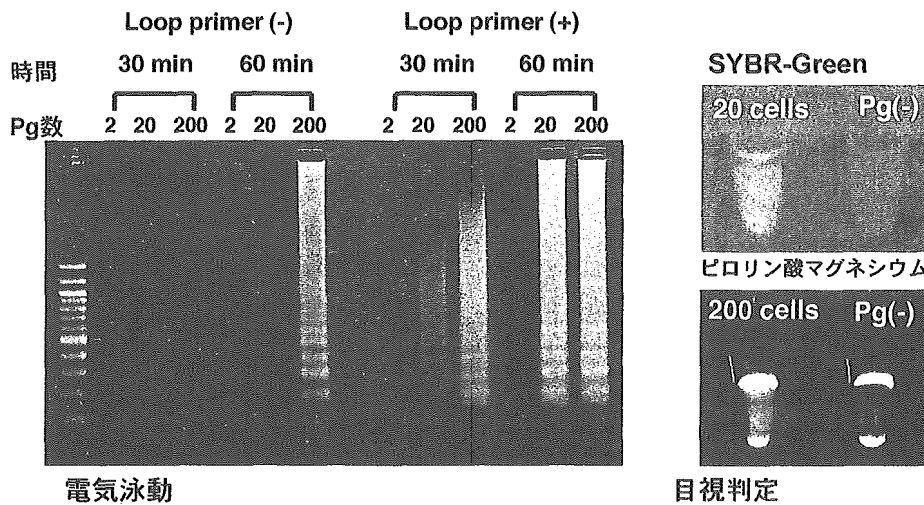 Loop primer (-) Loop primer (+)
時間 30 min 60 min 30 min 60 min
Pg数 2 20 200 2 20 200 2 20 200 2 20 200
電気泳動
SYBR-Green
20 cells Pg(-)
ピロリン酸マグネシウム
200 cells Pg(-)
目視判定